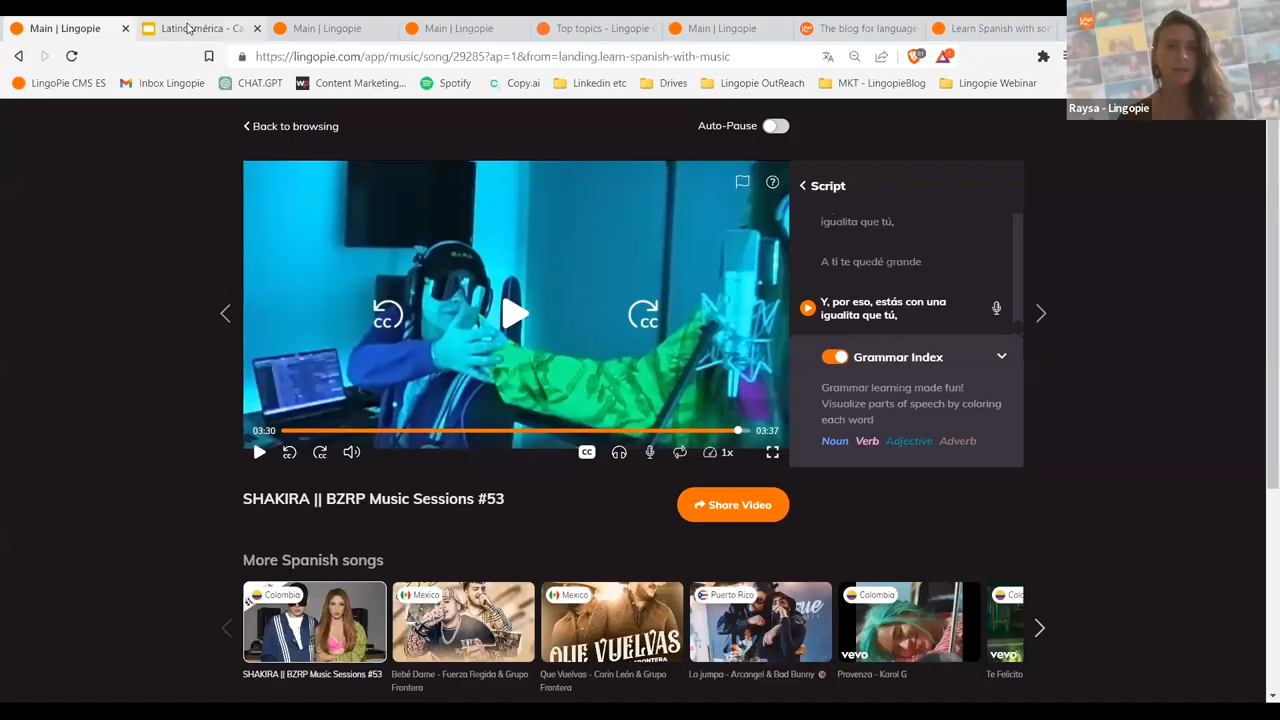 Main | Lingopie
Latinoamérica - Ca
Main | Lingopie
Main | Lingopie
Top topics - Lingopie C
Main | Lingopie
The blog for language
Learn Spanish with son
https://lingopie.com/app/music/song/29285?ap=1&from=landing.learn-spanish-with-music
LingoPie CMS ES
Inbox Lingopie
CHAT.GPT
Content Marketing...
Spotify
Copy.ai
Linkedin etc
Drives
Lingopie OutReach
MKT - LingopieBlog
Lingopie Webinar
Raysa - Lingopie
Back to browsing
Auto-Pause
Script
igualita que tú,
A ti te quedé grande
Y, por eso, estás con una
igualita que tú,
Grammar Index
Grammar learning made fun!
Visualize parts of speech by coloring
each word
Noun Verb Adjective Adverb
CC
CC
03:30
03:37
CC
1x
SHAKIRA || BZRP Music Sessions #53
Share Video
More Spanish songs
Colombia
Mexico
Mexico
Puerto Rico
Colombia
Colo
QUE VUELVAS
FRONTERA
vevo
vevo
SHAKIRA || BZRP Music Sessions #53
Bebé Dame - Fuerza Regida & Grupo
Frontera
Que Vuelvas - Carin León & Grupo
Frontera
La jumpa - Arcangel & Bad Bunny
Provenza - Karol G
Te Felicito